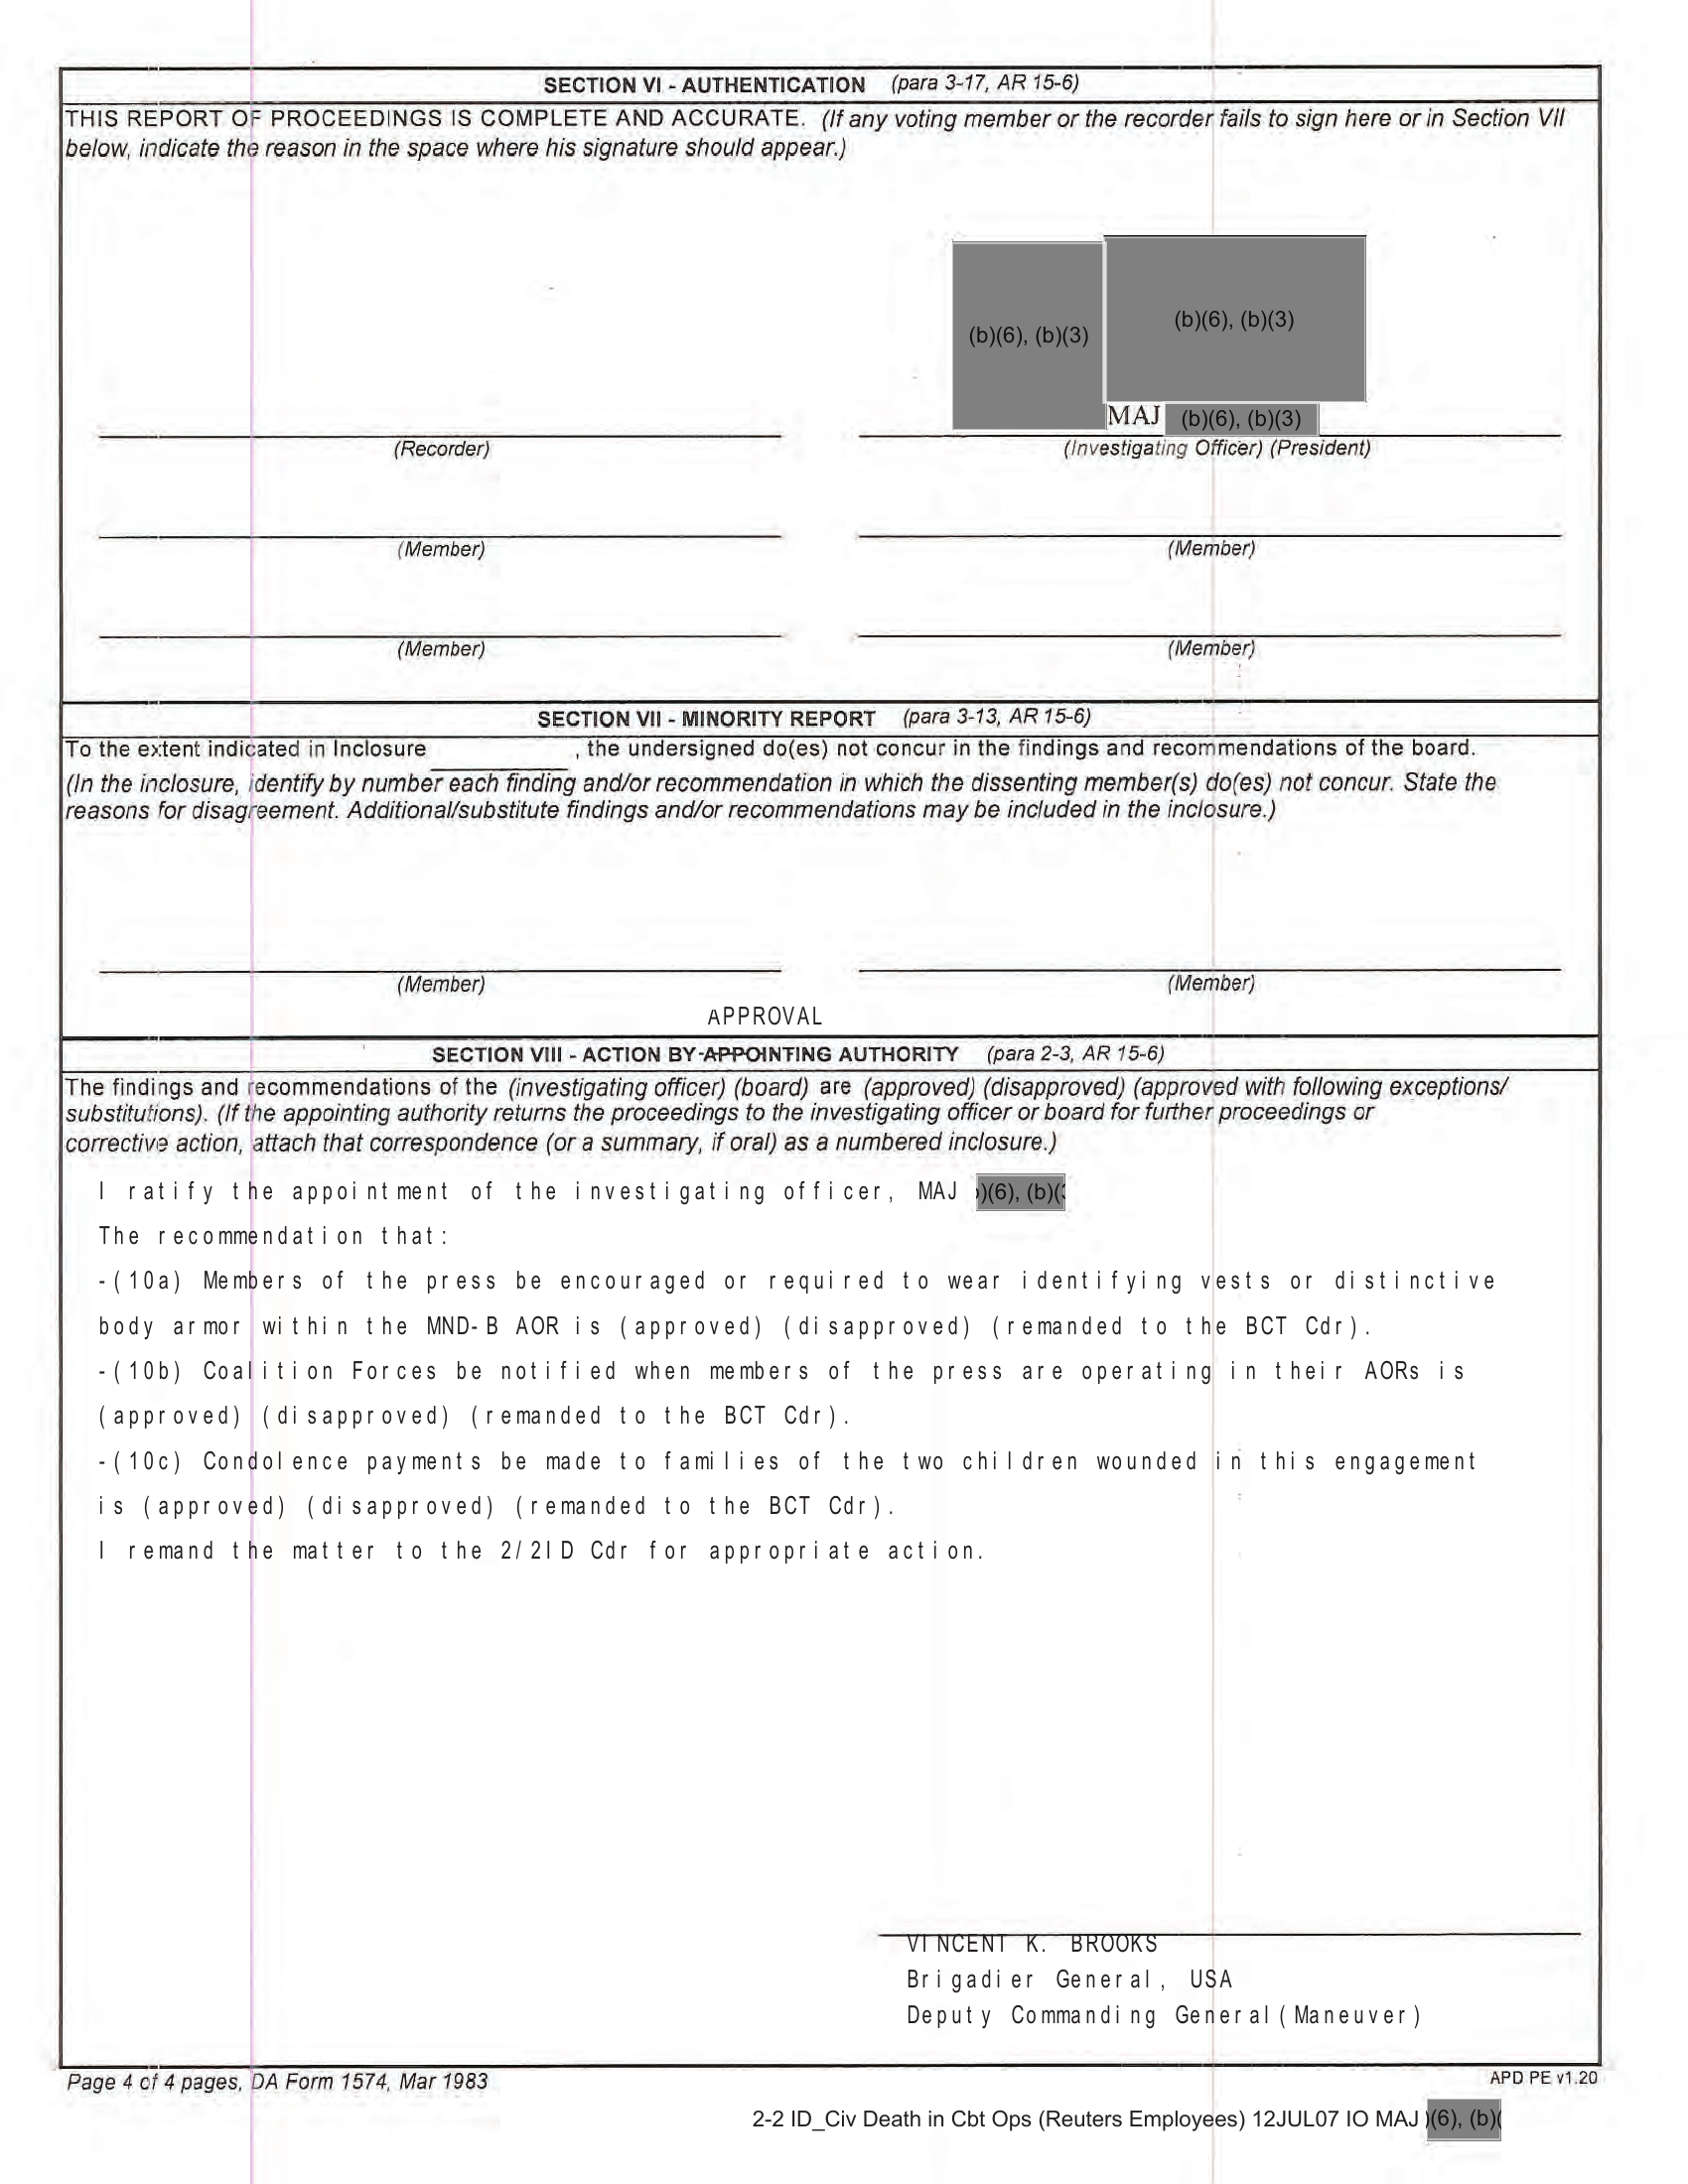 SECTION VI - AUTHENTICATION (para 3-17, AR 15-6)
THIS REPORT OF PROCEEDINGS IS COMPLETE AND ACCURATE. (If any voting member or the recorder fails to sign here or in Section VII
below, indicate the reason in the space where his signature should appear.)
(b)(6), (b)(3)
(b)(6), (b)(3)
MAJ (b)(6), (b)(3)
(Recorder) (Investigating Officer) (President)
(Member) (Member)
(Member) (Member)
SECTION VII - MINORITY REPORT (para 3-13, AR 15-6)
To the extent indicated in Inclosure , the undersigned do(es) not concur in the findings and recommendations of the board.
(In the inclosure, identify by number each finding and/or recommendation in which the dissenting member(s) do(es) not concur. State the
reasons for disagreement. Additional/substitute findings and/or recommendations may be included in the inclosure.)
(Member) (Member)
APPROVAL
SECTION VIII - ACTION BY APPOINTING AUTHORITY (para 2-3, AR 15-6)
The findings and recommendations of the (investigating officer) (board) are (approved) (disapproved) (approved with following exceptions/
substitutions). (If the appointing authority returns the proceedings to the investigating officer or board for further proceedings or
corrective action, attach that correspondence (or a summary, if oral) as a numbered inclosure.)
I ratify the appointment of the investigating officer, MAJ )(6), (b)(3
The recommendation that:
-(10a) Members of the press be encouraged or required to wear identifying vests or distinctive
body armor within the MND-B AOR is (approved) (disapproved) (remanded to the BCT Cdr).
-(10b) Coalition Forces be notified when members of the press are operating in their AORs is
(approved) (disapproved) (remanded to the BCT Cdr).
-(10c) Condolence payments be made to families of the two children wounded in this engagement
is (approved) (disapproved) (remanded to the BCT Cdr).
I remand the matter to the 2/2ID Cdr for appropriate action.
VINCENT K. BROOKS
Brigadier General, USA
Deputy Commanding General(Maneuver)
Page 4 of 4 pages, DA Form 1574, Mar 1983 APD PE v1.20
2-2 ID_Civ Death in Cbt Ops (Reuters Employees) 12JUL07 IO MAJ )(6), (b)(